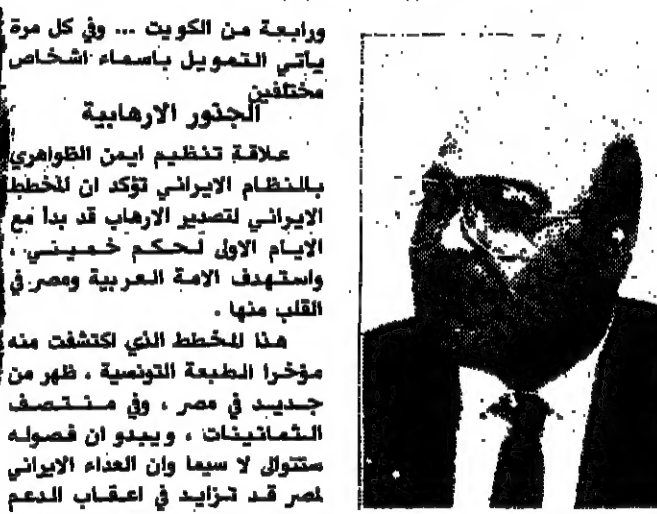 ورابعة من الكويت ... وفي كل مرة
يأتي التمويل باسماء اشخاص
مختلفين
الجذور الارهابية
علاقة تنظيم ايمن الظواهري
بالنظام الايراني تؤكد ان المخطط
الايراني لتصدير الارهاب قد بدأ مع
الايام الاولى لحكم خميني ،
واستهدف الامة العربية ومصر في
القلب منها .
هذا المخطط الذي اكتشفت منه
مؤخرا الطبعة التونسية ، ظهر من
جديد في مصر ، وفي منتصف
الثمانينات ، ويبدو ان فصوله
ستتوالى لا سيما وان العداء الايراني
لمصر قد تزايد في اعقاب الدعم